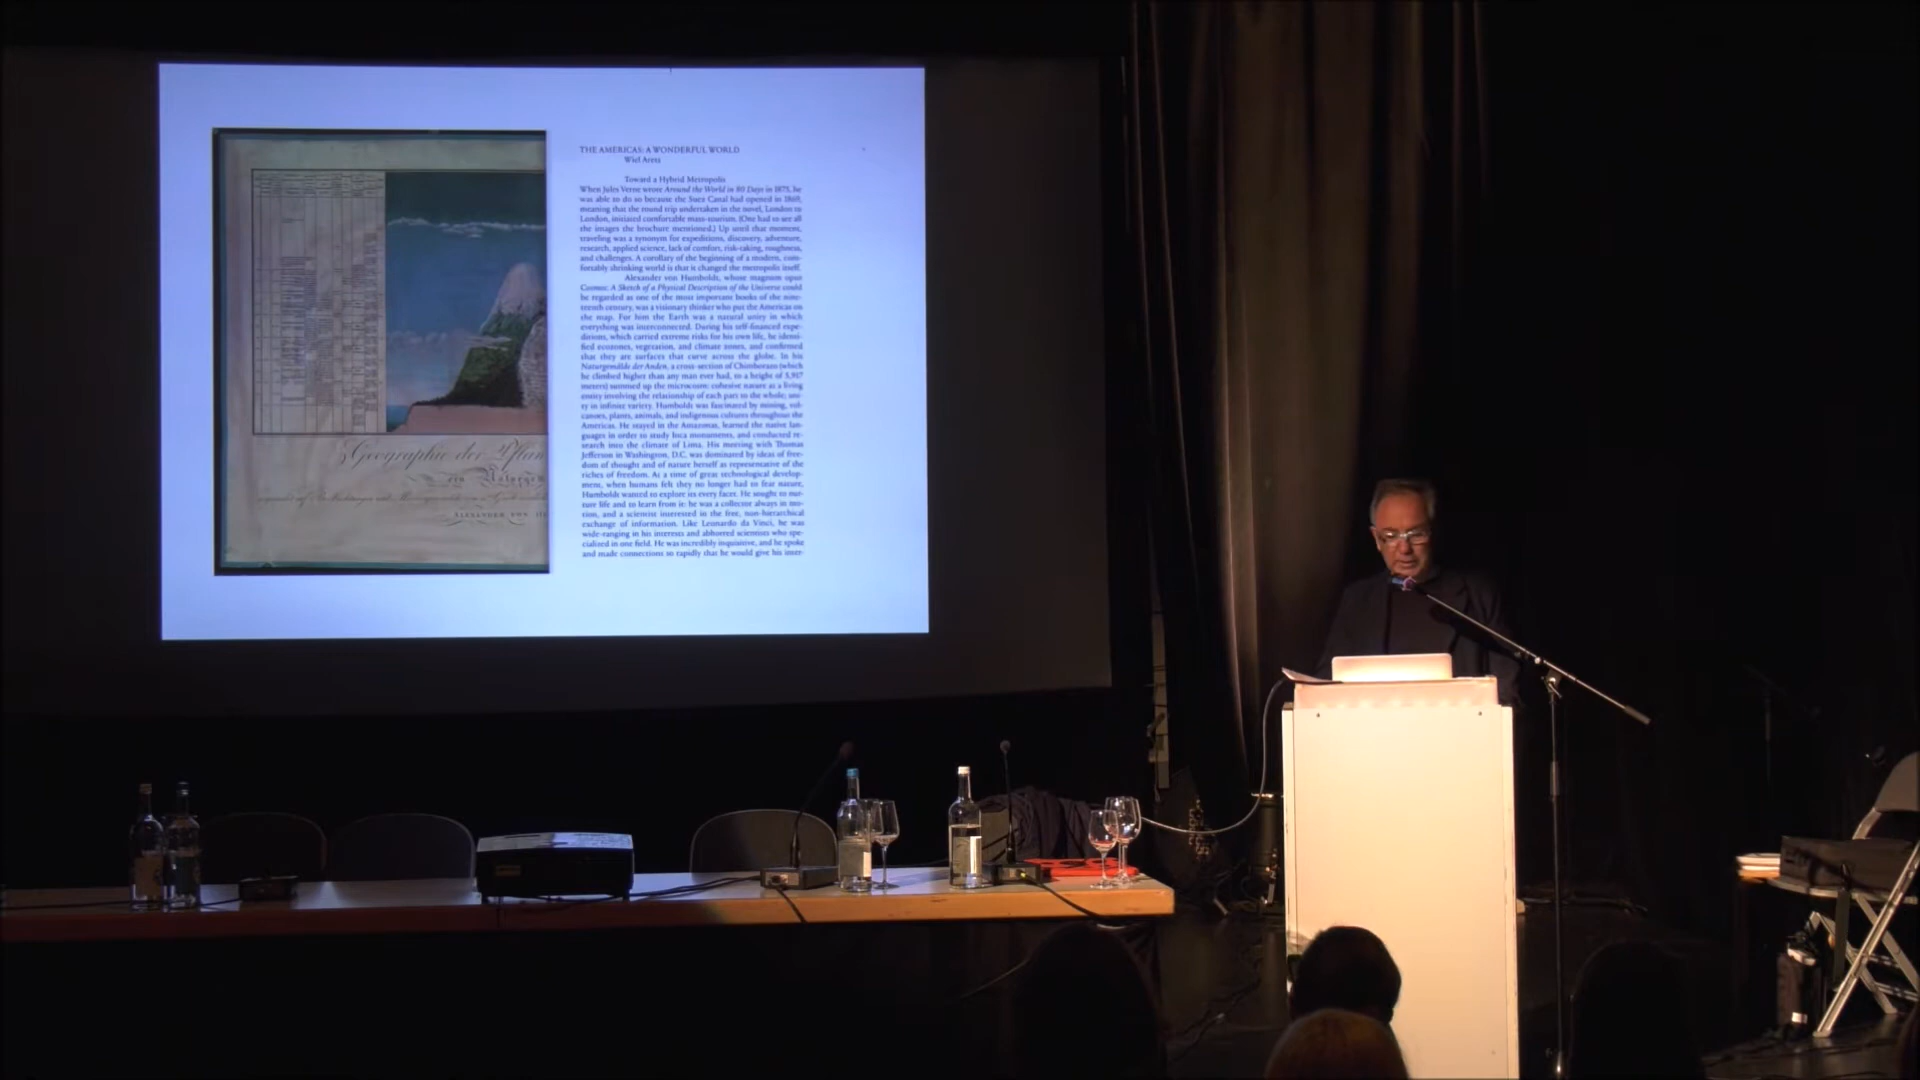 THE AMERICAS: A WONDERFUL WORLD
Wiel Arets
Toward a Hybrid Metropolis
When Jules Verne wrote Around the World in 80 Days in 1875, he
was able to do so because the Suez Canal had opened in 1869,
meaning that the round trip undertaken in the novel, London to
London, initiated comfortable mass-tourism. [One had to see all
the images the brochure mentioned.] Up until that moment,
traveling was a synonym for expeditions, discovery, adventure,
research, applied science, lack of comfort, risk-taking, roughness,
and challenges. A corollary of the beginning of a modern, com-
fortably shrinking world is that it changed the metropolis itself.
Alexander von Humboldt, whose magnum opus
Cosmos: A Sketch of a Physical Description of the Universe could
be regarded as one of the most important books of the nine-
teenth century, was a visionary thinker who put the Americas on
the map. For him the Earth was a natural unity in which
everything was interconnected. During his self-financed expe-
ditions, which carried extreme risks for his own life, he identi-
fied ecozones, vegetation, and climate zones, and confirmed
that they are surfaces that curve across the globe. In his
Naturgemälde der Anden, a cross-section of Chimborazo (which
he climbed higher than any man ever had, to a height of 5,917
meters) summed up the microcosm: cohesive nature as a living
entity involving the relationship of each part to the whole; uni-
ty in infinite variety. Humboldt was fascinated by mining, vol-
canoes, plants, animals, and indigenous cultures throughout the
Americas. He stayed in the Amazonas, learned the native lan-
guages in order to study Inca monuments, and conducted re-
search into the climate of Lima. His meeting with Thomas
Jefferson in Washington, D.C. was dominated by ideas of free-
dom of thought and of nature herself as representative of the
riches of freedom. At a time of great technological develop-
ment, when humans felt they no longer had to fear nature,
Humboldt wanted to explore its every facet. He sought to nur-
ture life and to learn from it: he was a collector always in mo-
tion, and a scientist interested in the free, non-hierarchical
exchange of information. Like Leonardo da Vinci, he was
wide-ranging in his interests and abhorred scientists who spe-
cialized in one field. He was incredibly inquisitive, and he spoke
and made connections so rapidly that he would give his inter-
Geographie der Pflan
ein Naturgem
ALEXANDER VON